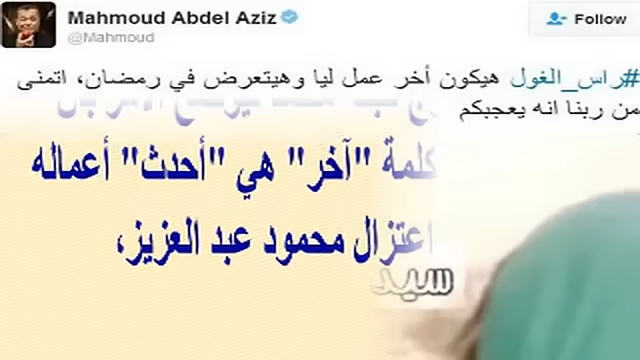 Mahmoud Abdel Aziz
Follow
@Mahmoud
#راس_الغول هيكون أخر عمل ليا وهيتعرض في رمضان، اتمنى
من ربنا انه يعجبكم
كلمة "آخر" هي "أحدث" أعماله
اعتزال محمود عبد العزيز،
سيد